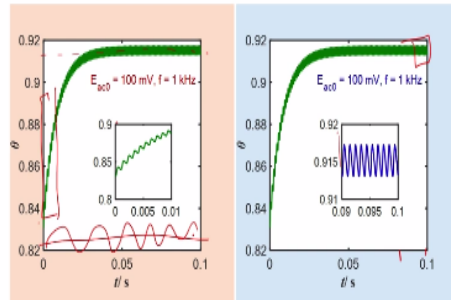 0.92
0.9
0.88
0.86
0.84
0.82
θ
E_ac0 = 100 mV, f = 1 kHz
0.9
0.85
0.8
0 0.005 0.01
0 0.05 0.1
t/ s
0.92
0.9
0.88
0.86
0.84
0.82
θ
E_ac0 = 100 mV, f = 1 kHz
0.92
0.915
0.91
0.09 0.095 0.1
0 0.05 0.1
t/ s